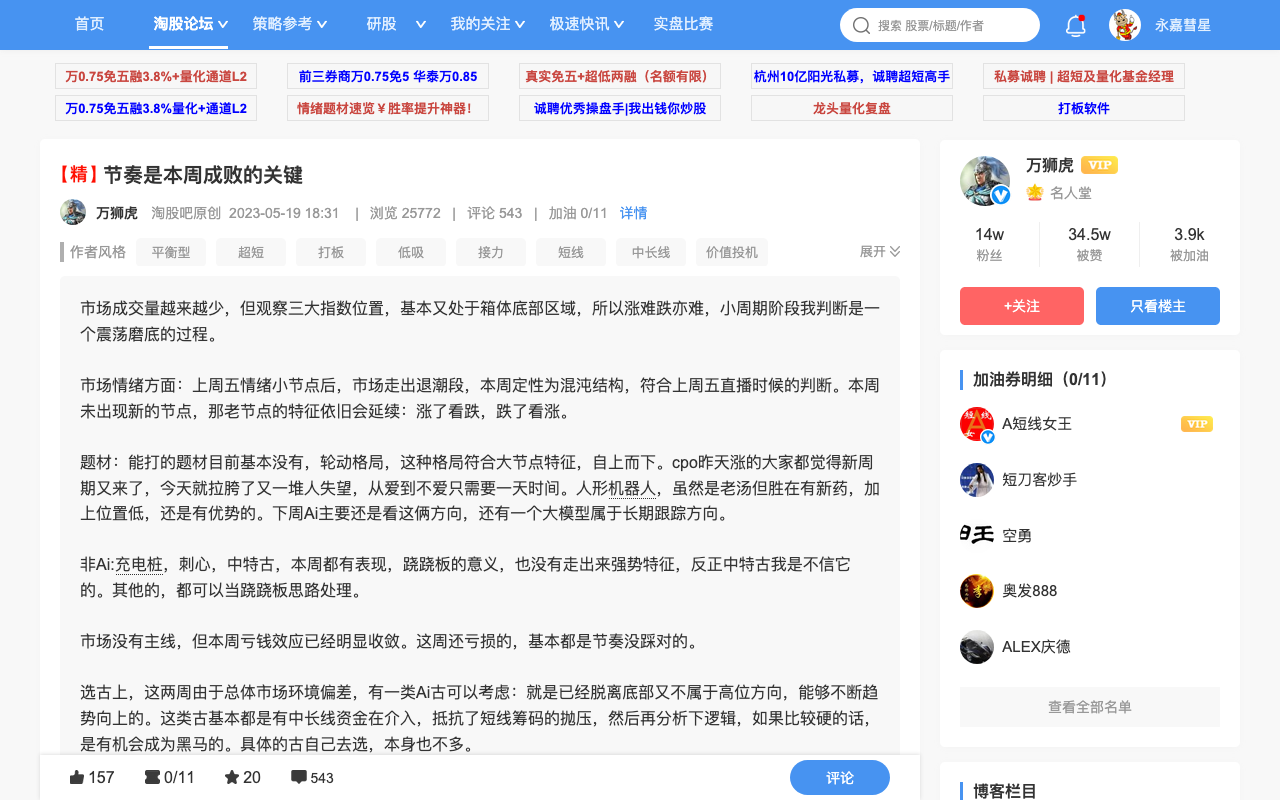 首页 淘股论坛 策略参考 研股 我的关注 极速快讯 实盘比赛 搜索 股票/标题/作者 永嘉彗星
万0.75免五融3.8%+量化通道L2 前三券商万0.75免5 华泰万0.85 真实免五+超低两融（名额有限） 杭州10亿阳光私募，诚聘超短高手 私募诚聘 | 超短及量化基金经理
万0.75免五融3.8%量化+通道L2 情绪题材速览￥胜率提升神器！ 诚聘优秀操盘手|我出钱你炒股 龙头量化复盘 打板软件
【精】节奏是本周成败的关键
万狮虎 淘股吧原创 2023-05-19 18:31 | 浏览 25772 | 评论 543 | 加油 0/11 详情
作者风格 平衡型 超短 打板 低吸 接力 短线 中长线 价值投机 展开
市场成交量越来越少，但观察三大指数位置，基本又处于箱体底部区域，所以涨难跌亦难，小周期阶段我判断是一
个震荡磨底的过程。
市场情绪方面：上周五情绪小节点后，市场走出退潮段，本周定性为混沌结构，符合上周五直播时候的判断。本周
未出现新的节点，那老节点的特征依旧会延续：涨了看跌，跌了看涨。
题材：能打的题材目前基本没有，轮动格局，这种格局符合大节点特征，自上而下。cpo昨天涨的大家都觉得新周
期又来了，今天就拉胯了又一堆人失望，从爱到不爱只需要一天时间。人形机器人，虽然是老汤但胜在有新药，加
上位置低，还是有优势的。下周Ai主要还是看这俩方向，还有一个大模型属于长期跟踪方向。
非Ai:充电桩，刺心，中特古，本周都有表现，跷跷板的意义，也没有走出来强势特征，反正中特古我是不信它
的。其他的，都可以当跷跷板思路处理。
市场没有主线，但本周亏钱效应已经明显收敛。这周还亏损的，基本都是节奏没踩对的。
选古上，这两周由于总体市场环境偏差，有一类Ai古可以考虑：就是已经脱离底部又不属于高位方向，能够不断趋
势向上的。这类古基本都是有中长线资金在介入，抵抗了短线筹码的抛压，然后再分析下逻辑，如果比较硬的话，
是有机会成为黑马的。具体的古自己去选，本身也不多。
157 0/11 20 543 评论
万狮虎 VIP
名人堂
14w 34.5w 3.9k
粉丝 被赞 被加油
+关注 只看楼主
加油券明细（0/11）
A短线女王 VIP
短刀客炒手
空勇
奥发888
ALEX庆德
查看全部名单
博客栏目